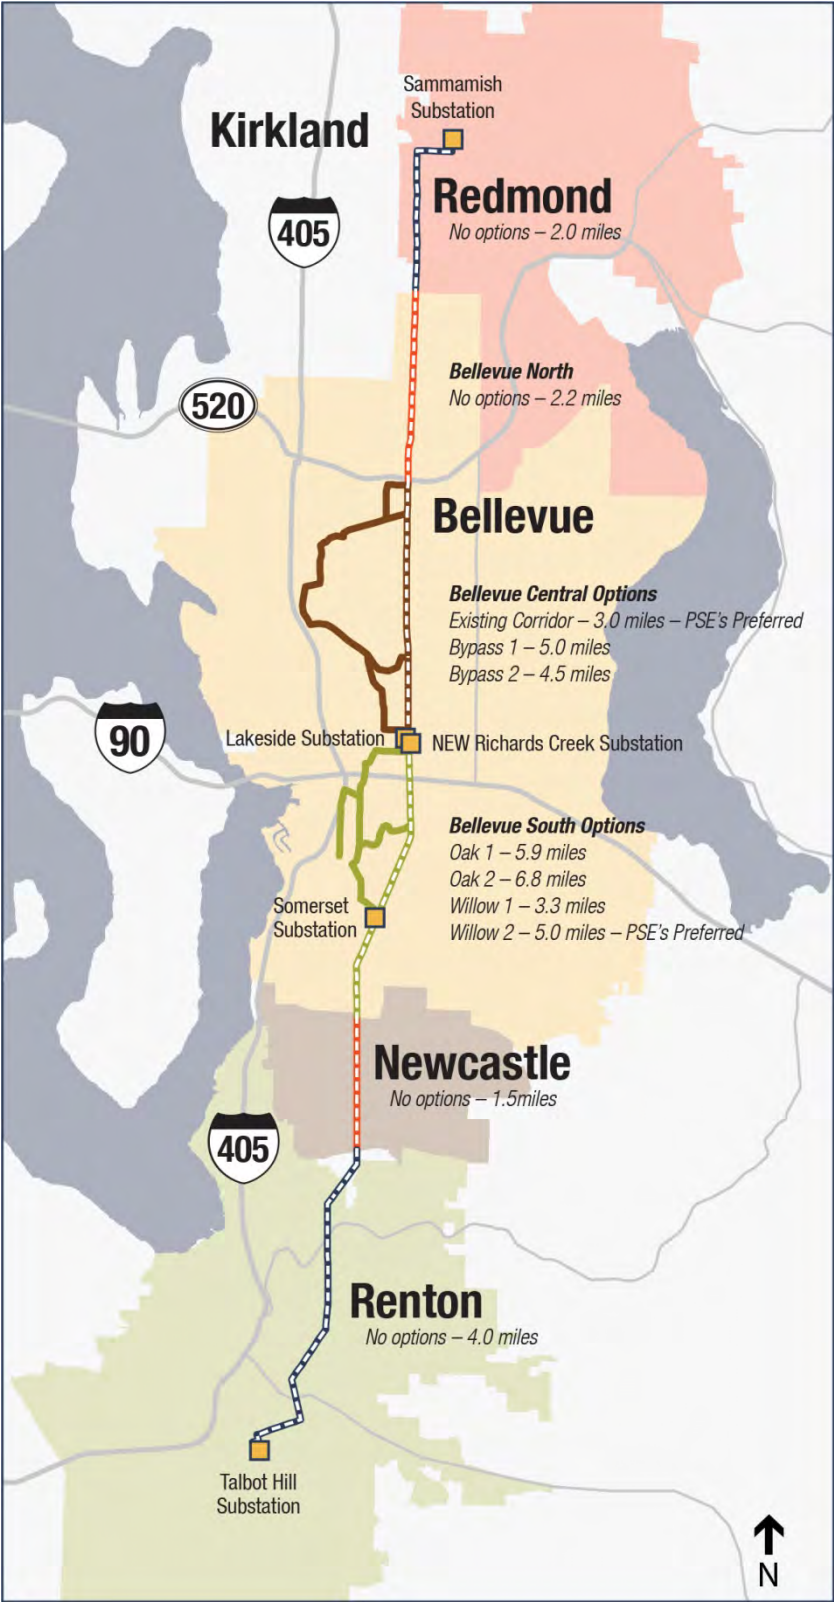 Sammamish
Substation
Kirkland
Redmond
405
No options – 2.0 miles
Bellevue North
No options – 2.2 miles
520
Bellevue
Bellevue Central Options
Existing Corridor – 3.0 miles – PSE's Preferred
Bypass 1 – 5.0 miles
Bypass 2 – 4.5 miles
90
Lakeside Substation
NEW Richards Creek Substation
Bellevue South Options
Oak 1 – 5.9 miles
Oak 2 – 6.8 miles
Willow 1 – 3.3 miles
Willow 2 – 5.0 miles – PSE's Preferred
Somerset
Substation
Newcastle
No options – 1.5miles
405
Renton
No options – 4.0 miles
Talbot Hill
Substation
N